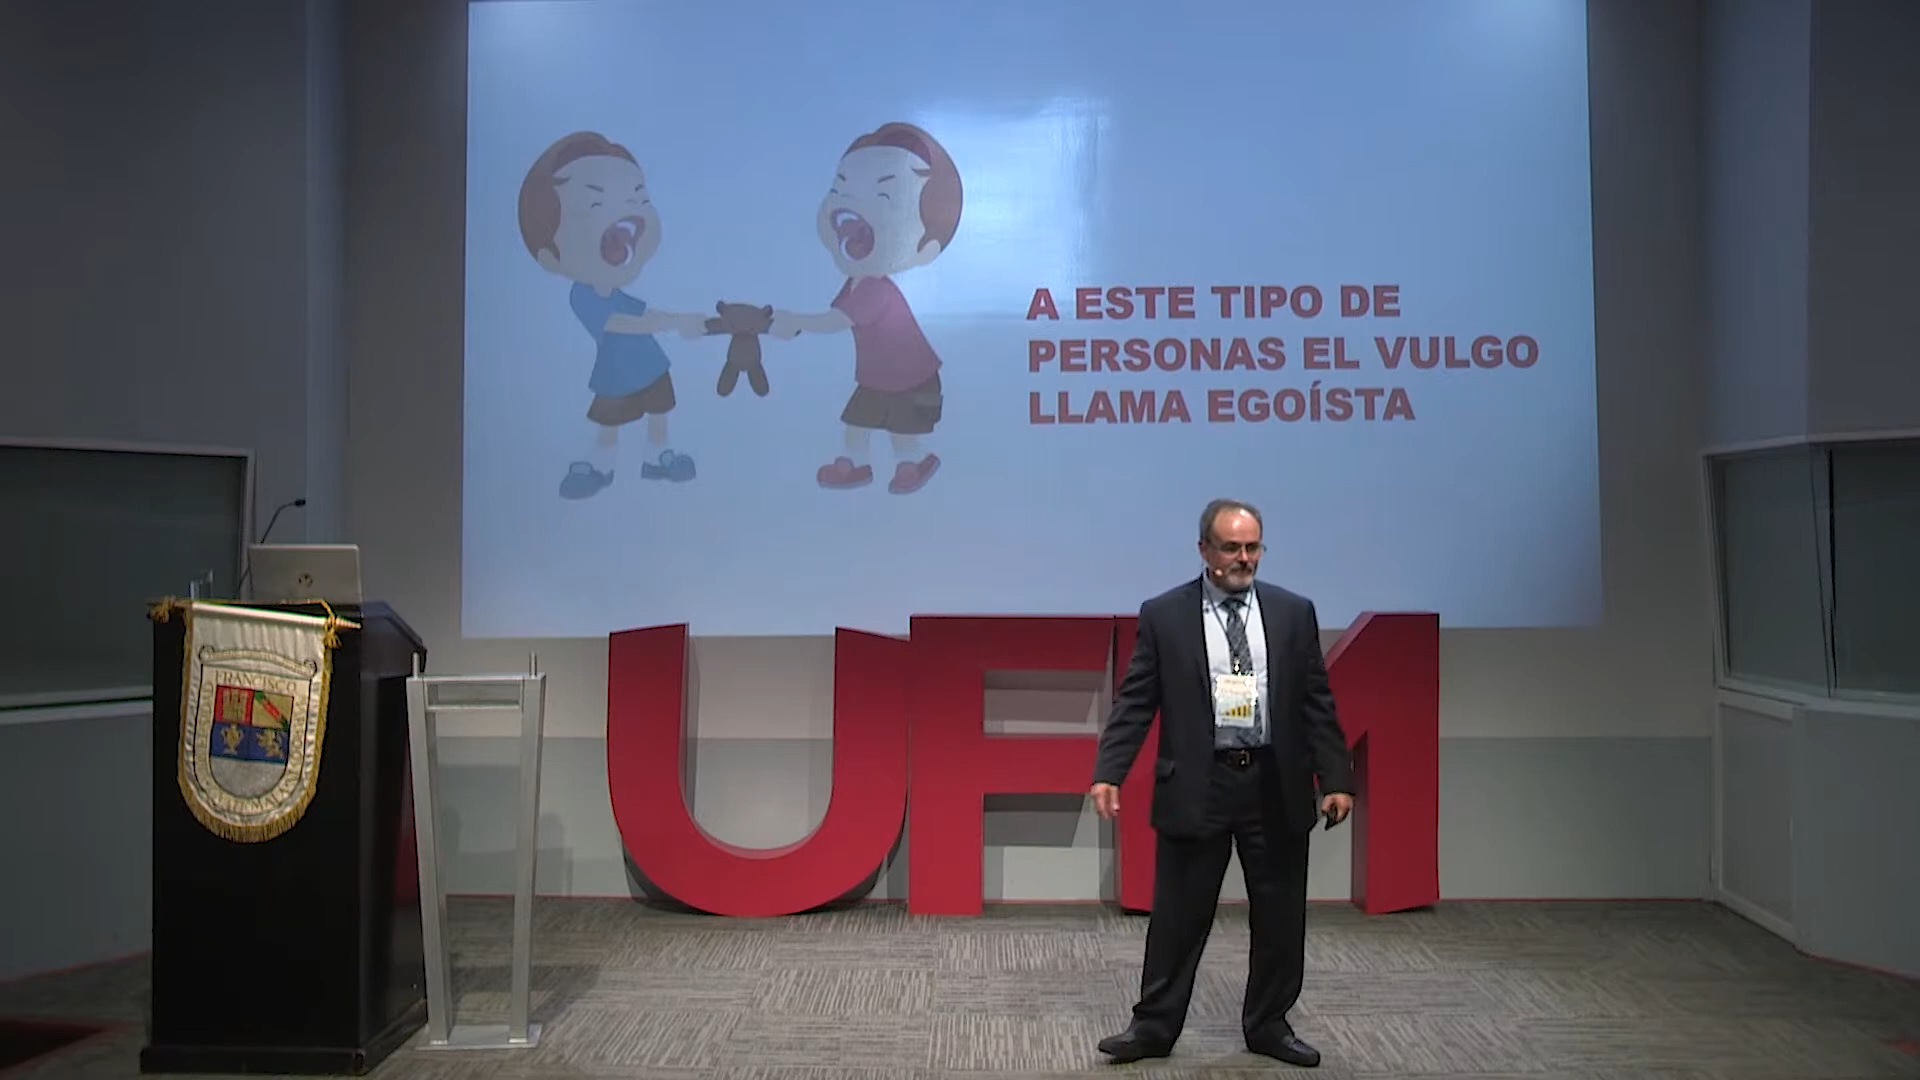 A ESTE TIPO DE
PERSONAS EL VULGO
LLAMA EGOÍSTA
UFM
FRANCISCO